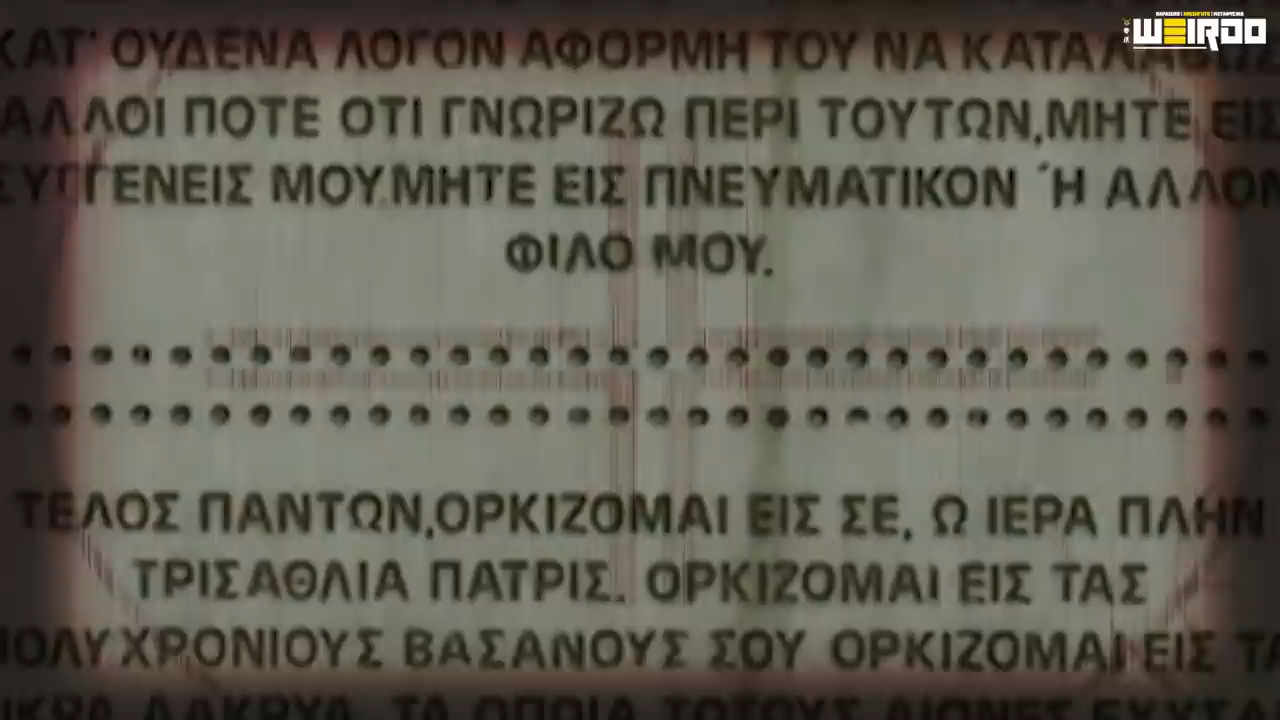 WEIRDO
ΚΑΤ' ΟΥΔΕΝΑ ΛΟΓΟΝ ΑΦΟΡΜΗ ΤΟΥ ΝΑ
ΑΛΛΟΙ ΠΟΤΕ ΟΤΙ ΓΝΩΡΙΖΩ ΠΕΡΙ ΤΟΥΤΩΝ,ΜΗΤΕ ΕΙΣ
ΣΥΓΓΕΝΕΙΣ ΜΟΥ,ΜΗΤΕ ΕΙΣ ΠΝΕΥΜΑΤΙΚΟΝ ΄Η ΑΛΛΟΝ
ΦΙΛΟ ΜΟΥ.
ΤΕΛΟΣ ΠΑΝΤΩΝ,ΟΡΚΙΖΟΜΑΙ ΕΙΣ ΣΕ, Ω ΙΕΡΑ ΠΛΗΝ
ΤΡΙΣΑΘΛΙΑ ΠΑΤΡΙΣ. ΟΡΚΙΖΟΜΑΙ ΕΙΣ ΤΑΣ
ΠΟΛΥΧΡΟΝΙΟΥΣ ΒΑΣΑΝΟΥΣ ΣΟΥ ΟΡΚΙΖΟΜΑΙ ΕΙΣ ΤΑ